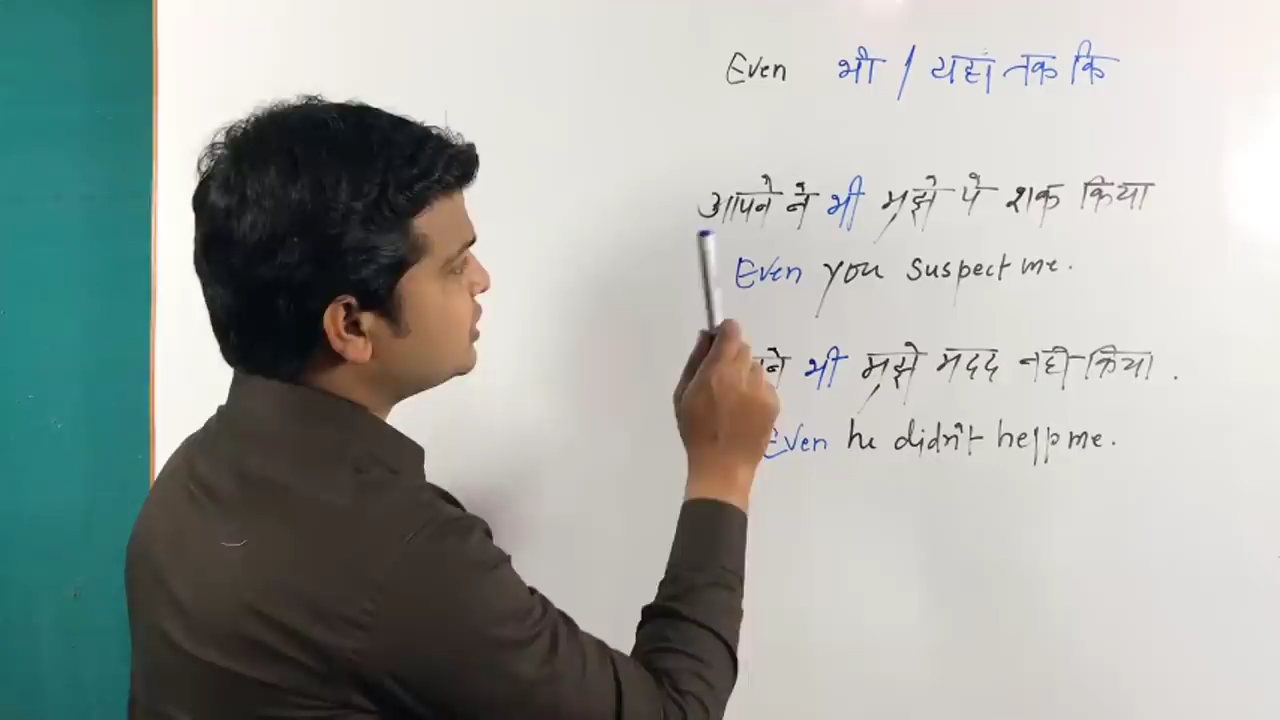 Even भी / यहां तक कि
आपने ने भी मुझे पे शक किया
Even you suspect me.
भी मुझे मदद नही किया .
Even he didn't help me.